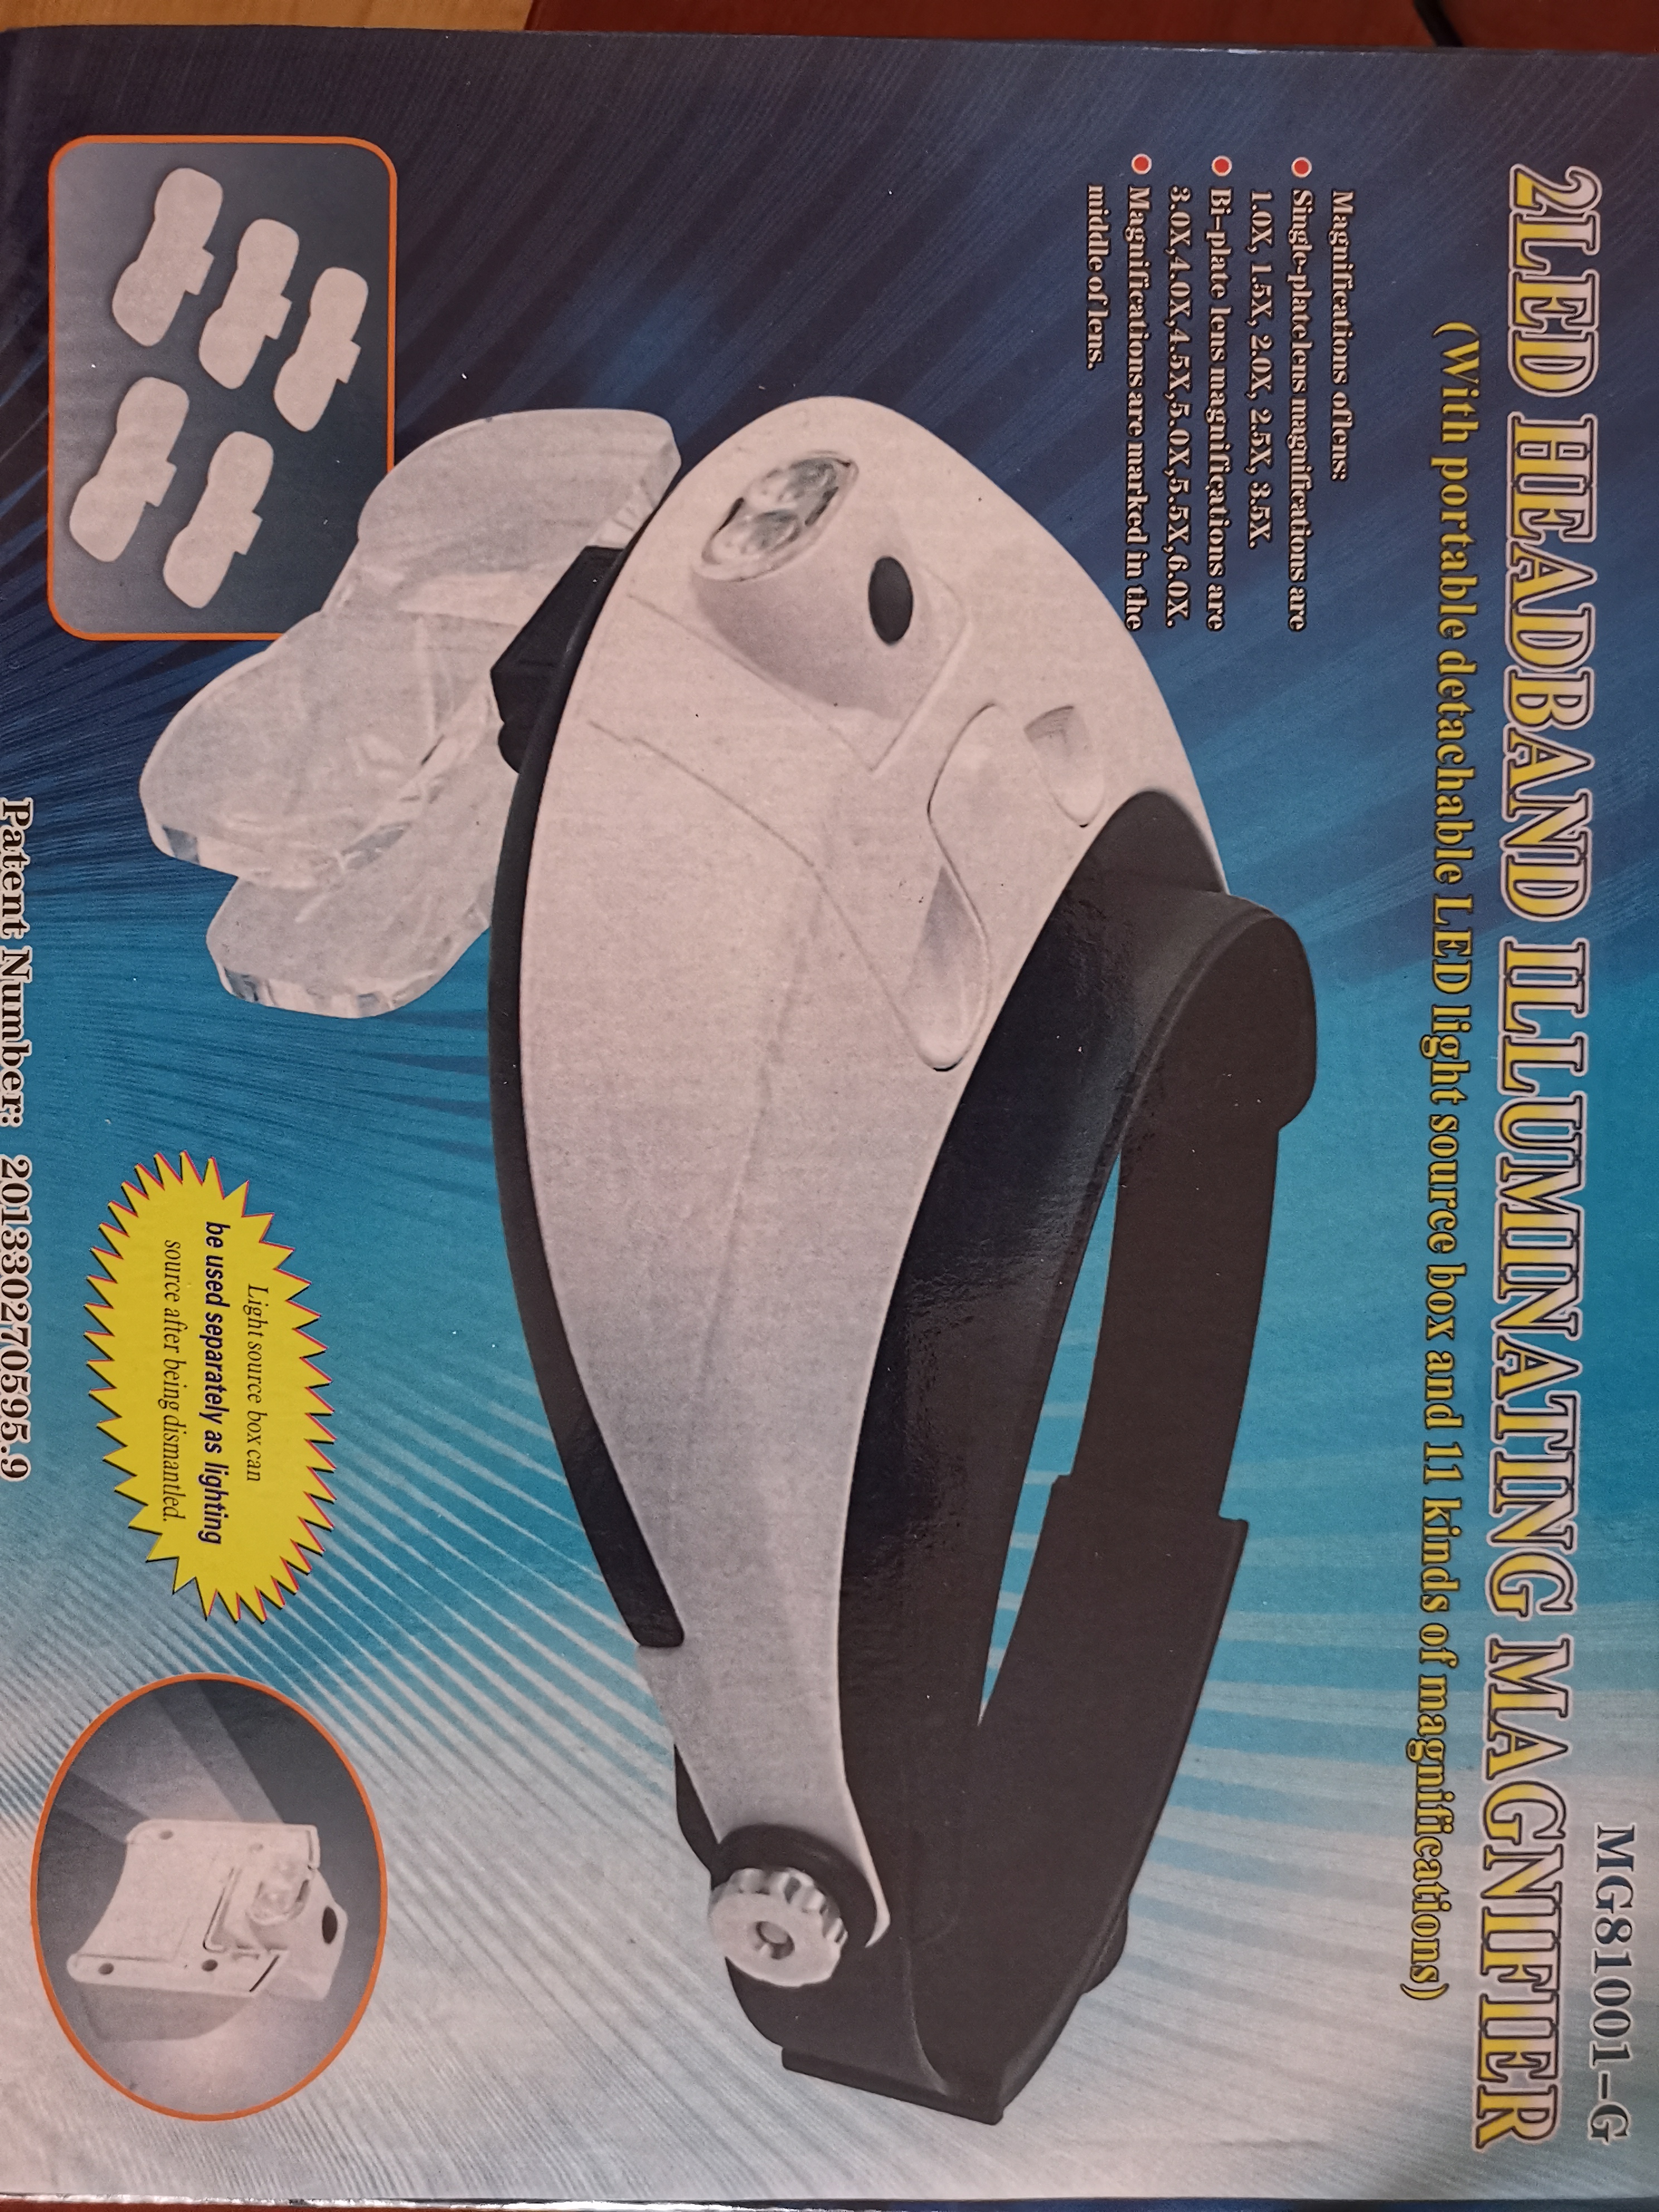 MG81001-G
2LED HEADBAND ILLUMINATING MAGNIFIER
(With portable detachable LED light source box and 11 kinds of magnifications)
Magnifications of lens:
Single-plate lens magnifications are
1.0X, 1.5X, 2.0X, 2.5X, 3.5X.
Bi-plate lens magnifications are
3.0X,4.0X,4.5X,5.0X,5.5X,6.0X.
Magnifications are marked in the
middle of lens.
Light source box can
be used separately as lighting
source after being dismantled.
Patent Number: 201330270595.9